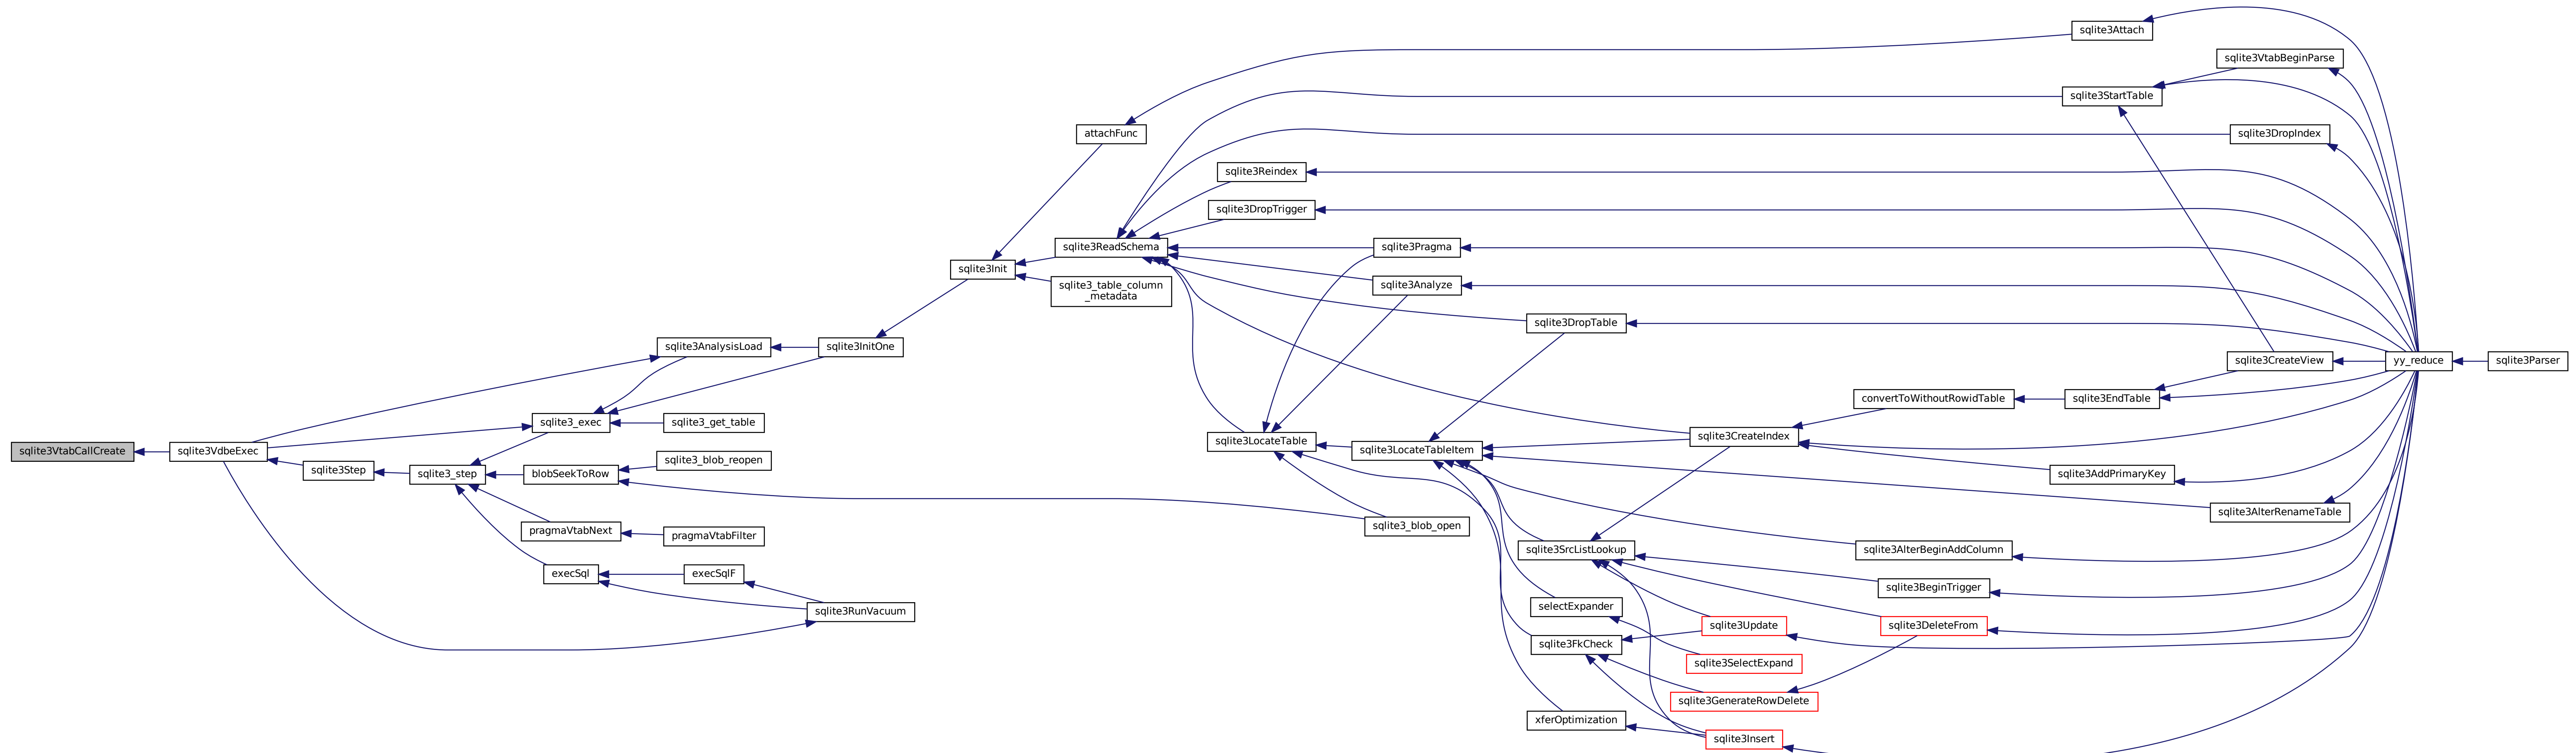 sqlite3Attach
sqlite3VtabBeginParse
sqlite3StartTable
attachFunc
sqlite3DropIndex
sqlite3Reindex
sqlite3DropTrigger
sqlite3ReadSchema
sqlite3Pragma
sqlite3Init
sqlite3_table_column
_metadata
sqlite3Analyze
sqlite3DropTable
sqlite3AnalysisLoad
sqlite3InitOne
sqlite3CreateView
yy_reduce
sqlite3Parser
convertToWithoutRowidTable
sqlite3EndTable
sqlite3_exec
sqlite3_get_table
sqlite3LocateTable
sqlite3CreateIndex
sqlite3VtabCallCreate
sqlite3VdbeExec
sqlite3LocateTableItem
sqlite3_blob_reopen
sqlite3Step
sqlite3_step
blobSeekToRow
sqlite3AddPrimaryKey
sqlite3AlterRenameTable
pragmaVtabNext
pragmaVtabFilter
sqlite3_blob_open
sqlite3SrcListLookup
sqlite3AlterBeginAddColumn
execSql
execSqlF
sqlite3BeginTrigger
sqlite3RunVacuum
selectExpander
sqlite3Update
sqlite3DeleteFrom
sqlite3FkCheck
sqlite3SelectExpand
sqlite3GenerateRowDelete
xferOptimization
sqlite3Insert